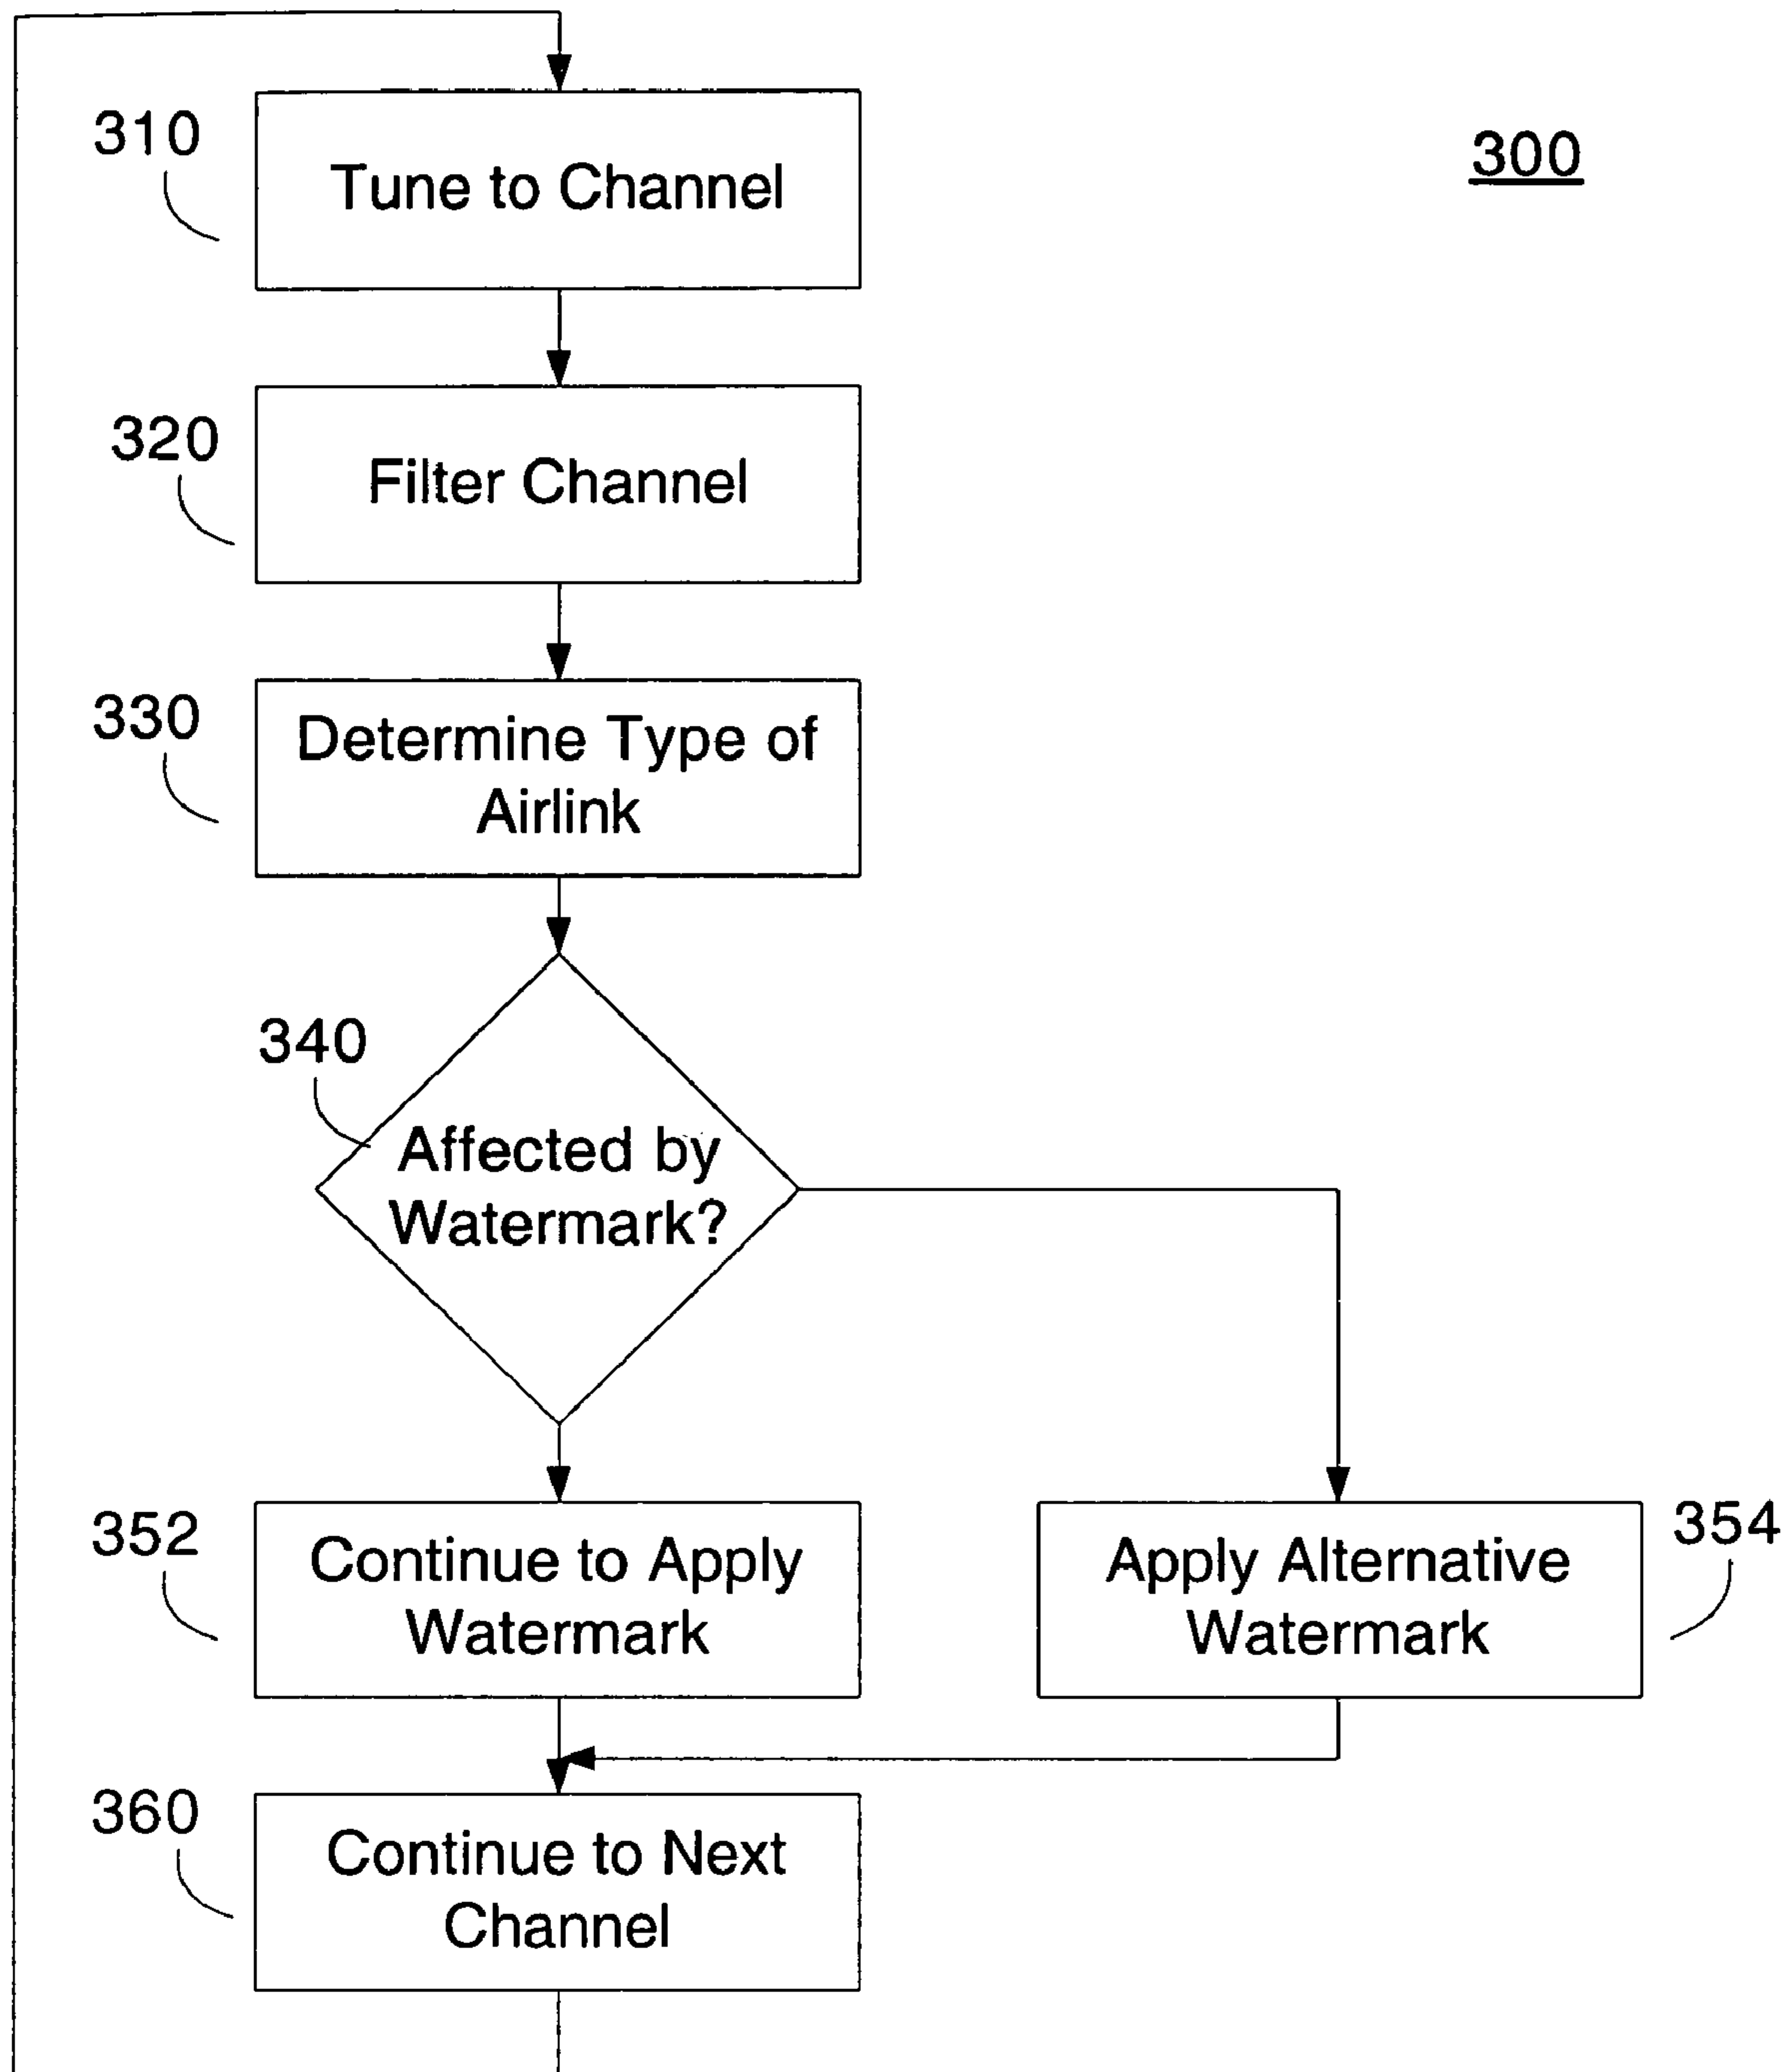 310
Tune to Channel
300
320
Filter Channel
330
Determine Type of
Airlink
340
Affected by
Watermark?
352
Continue to Apply
Watermark
Apply Alternative
Watermark
354
360
Continue to Next
Channel